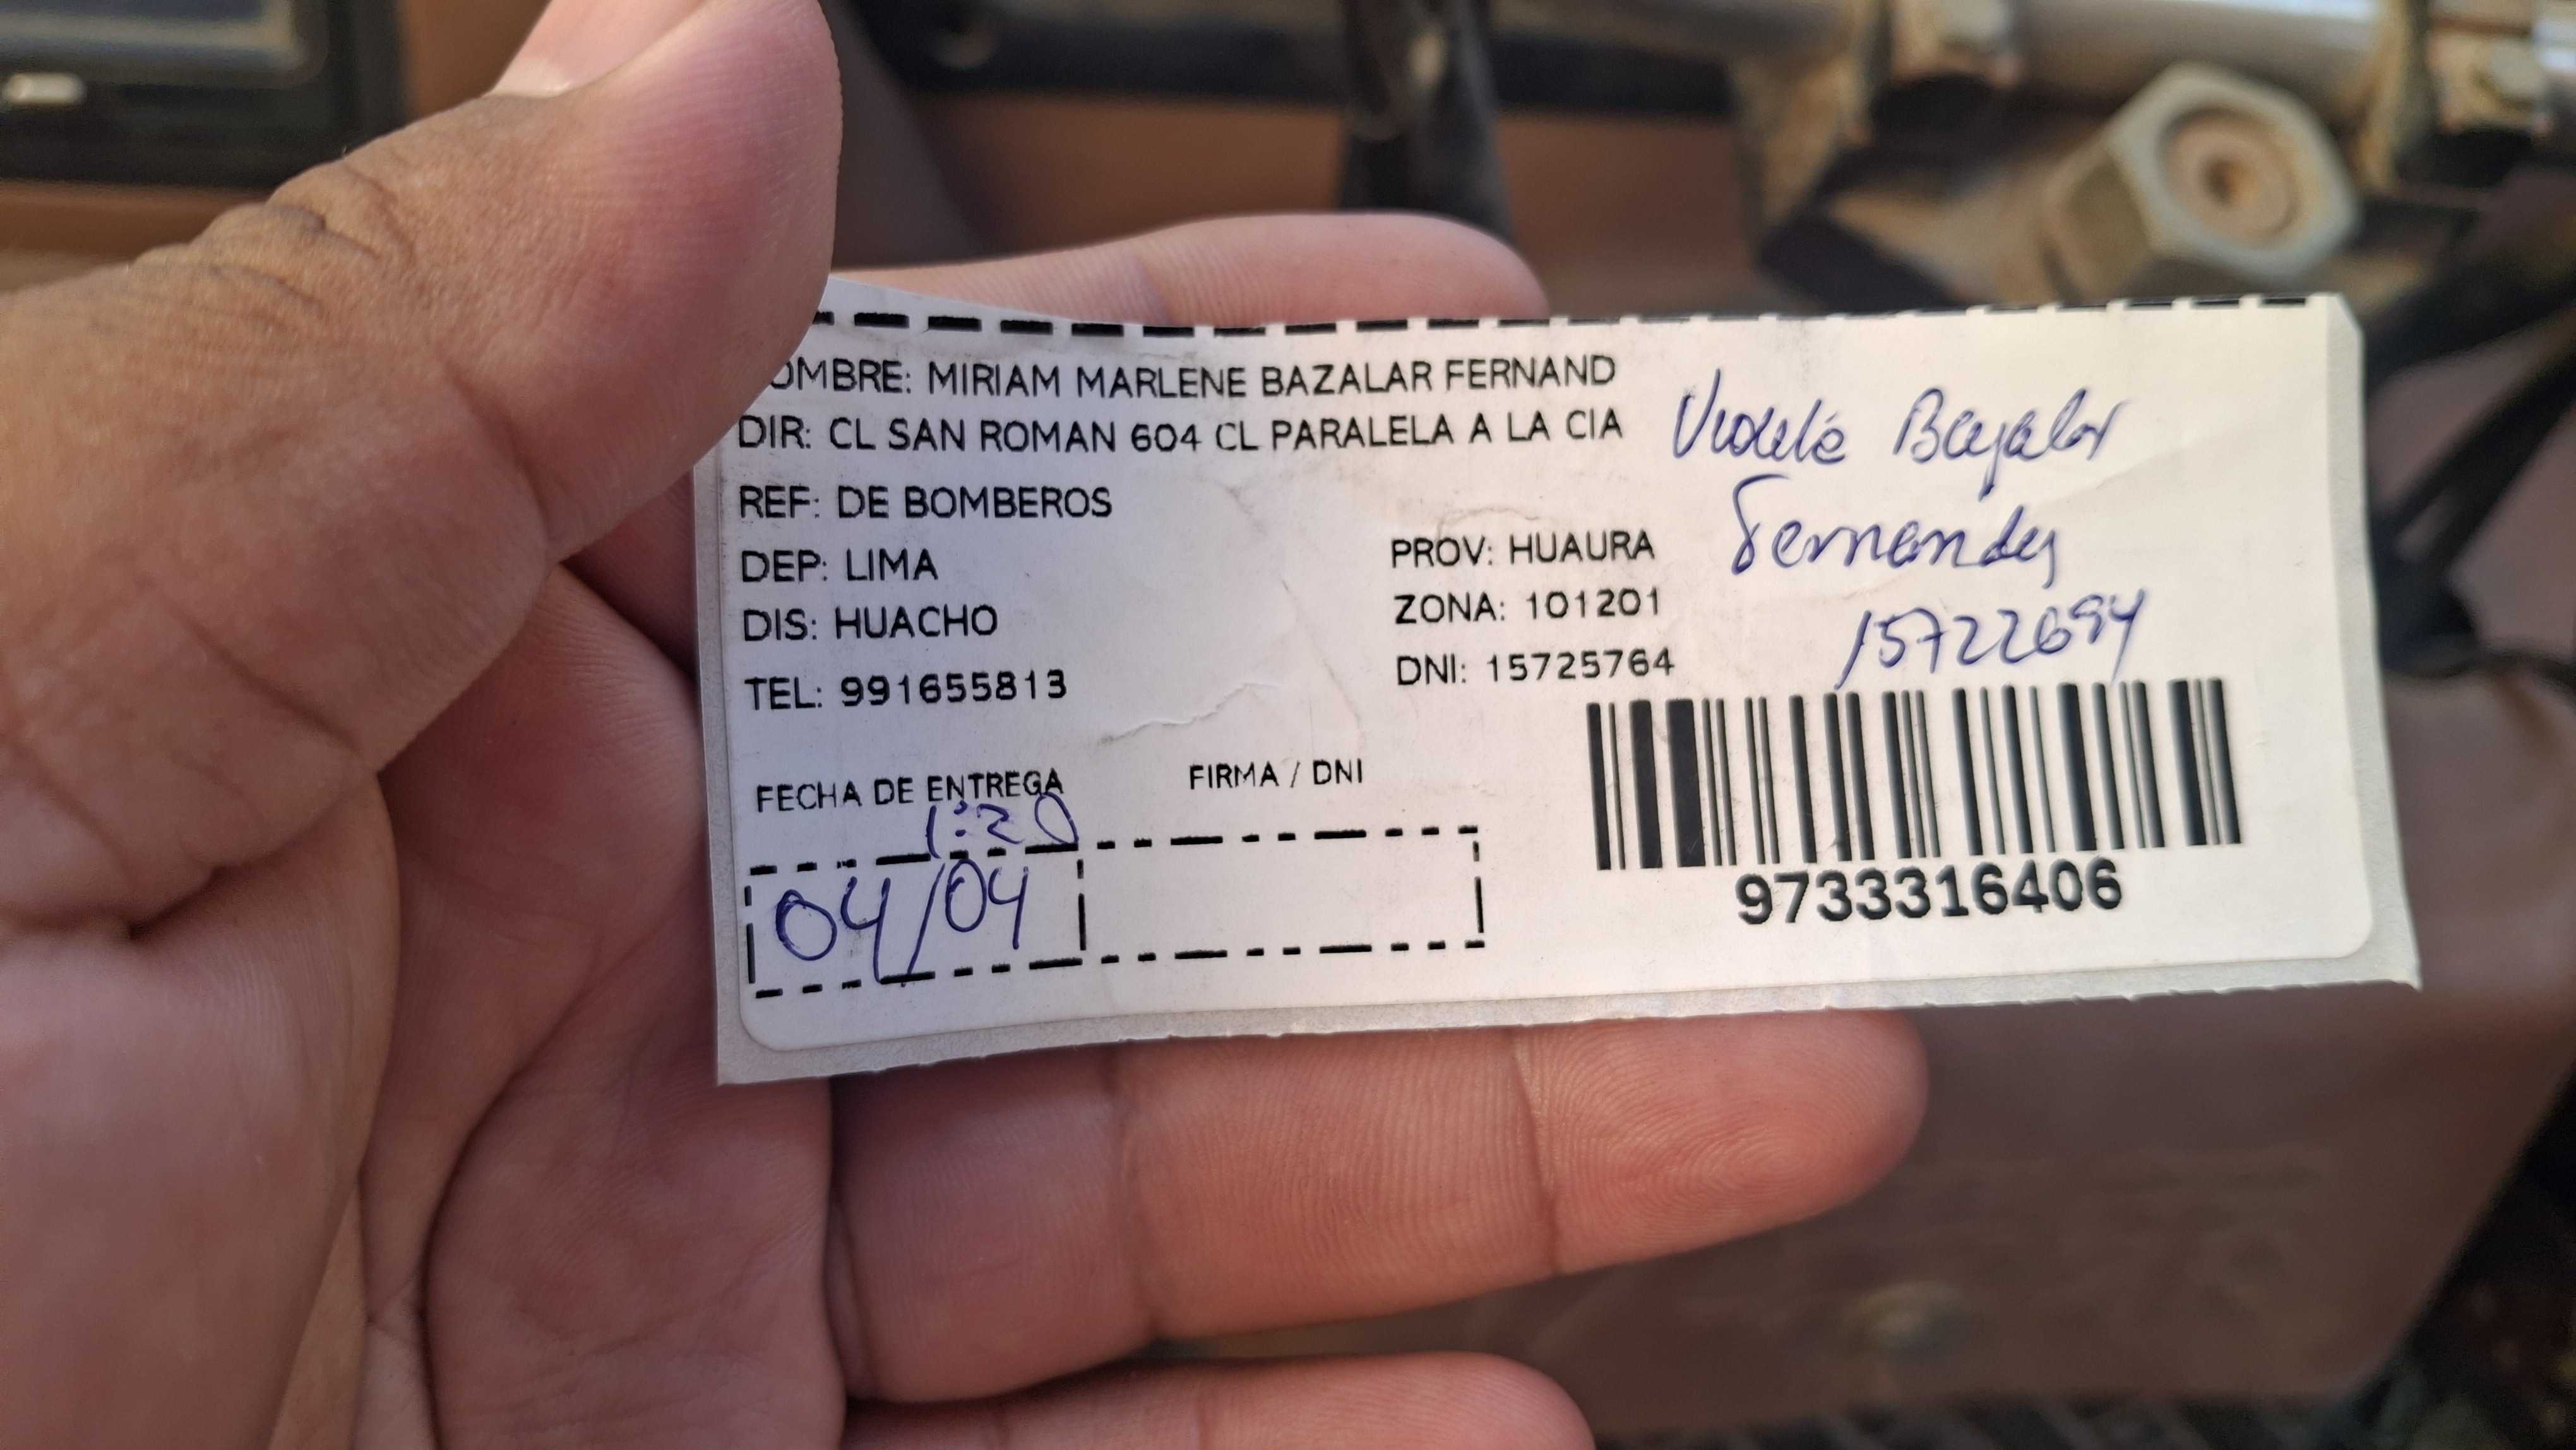 OMBRE: MIRIAM MARLENE BAZALAR FERNAND
DIR: CL SAN ROMAN 604 CL PARALELA A LA CIA
REF: DE BOMBEROS
DEP: LIMA
PROV: HUAURA
DIS: HUACHO
ZONA: 101201
TEL: 991655813
DNI: 15725764
Bazalar
Fernandez
15722694
FECHA DE ENTREGA
FIRMA / DNI
1:20
04/04
9733316406